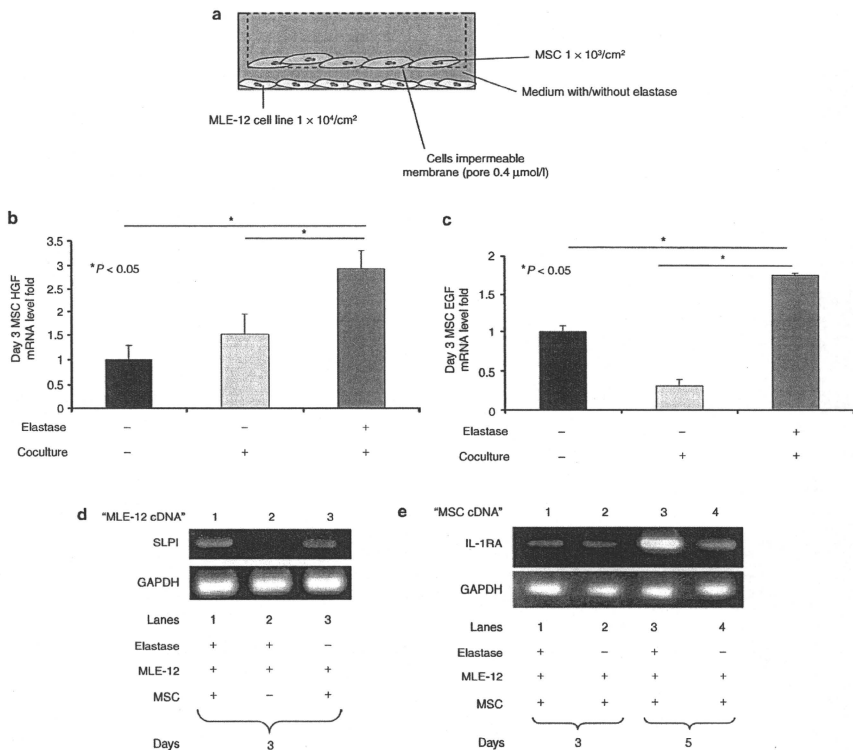 a
MSC 1 × 10³/cm²
Medium with/without elastase
MLE-12 cell line 1 × 10⁴/cm²
Cells impermeable
membrane (pore 0.4 μmol/l)
b
Day 3 MSC HGF
mRNA level fold
3.5
3
2.5
2
1.5
1
0.5
0
*P < 0.05
*
*
Elastase – – +
Coculture – + +
c
Day 3 MSC EGF
mRNA level fold
2
1.5
1
0.5
0
*P < 0.05
*
*
Elastase – – +
Coculture – + +
d
"MLE-12 cDNA" 1 2 3
SLPI
GAPDH
Lanes 1 2 3
Elastase + + –
MLE-12 + + +
MSC + – +
Days 3
e
"MSC cDNA" 1 2 3 4
IL-1RA
GAPDH
Lanes 1 2 3 4
Elastase + – + –
MLE-12 + + + +
MSC + + + +
Days 3 5